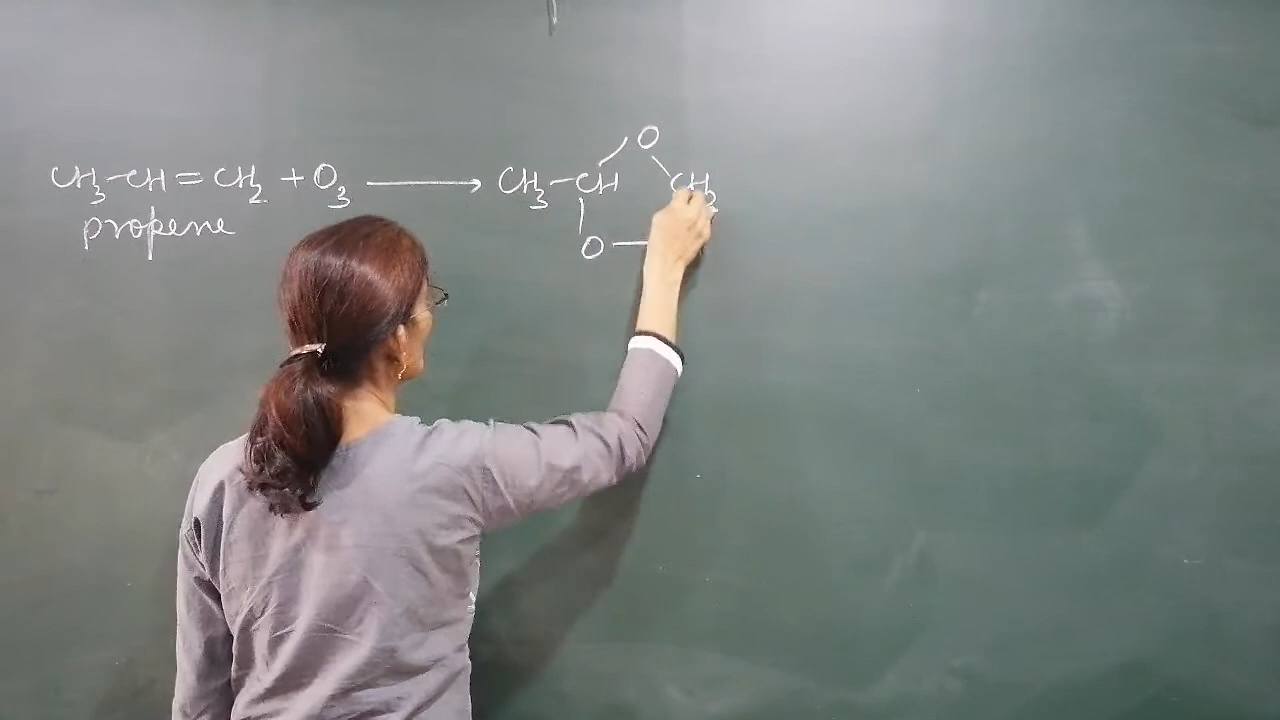 CH₃-CH=CH₂ + O₃ ⟶ CH₃-CH O CH₂
O—
propene